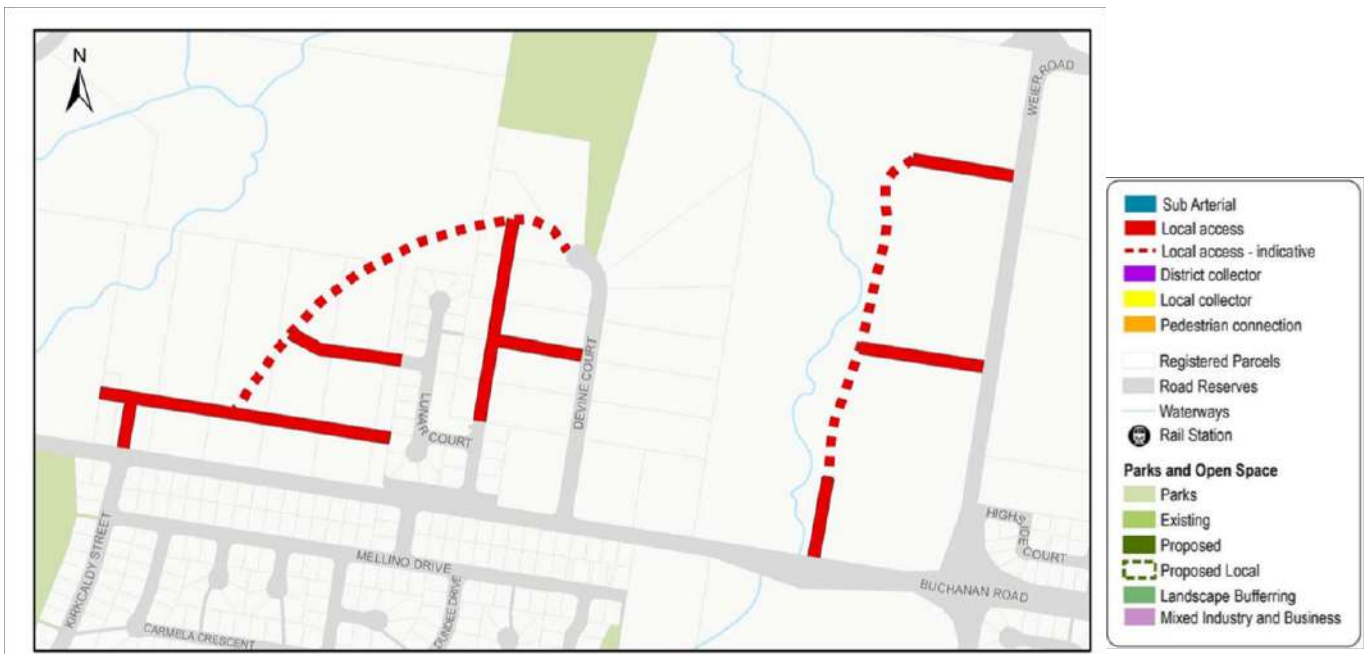 N
WEIER ROAD
DEVINE COURT
LUNAR
COURT
HIGHSIDE
COURT
KIRKCALDY STREET
MELLINO DRIVE
DUNDEE DRIVE
BUCHANAN ROAD
CARMELA CRESCENT
Sub Arterial
Local access
Local access - indicative
District collector
Local collector
Pedestrian connection
Registered Parcels
Road Reserves
Waterways
Rail Station
Parks and Open Space
Parks
Existing
Proposed
Proposed Local
Landscape Bufferring
Mixed Industry and Business